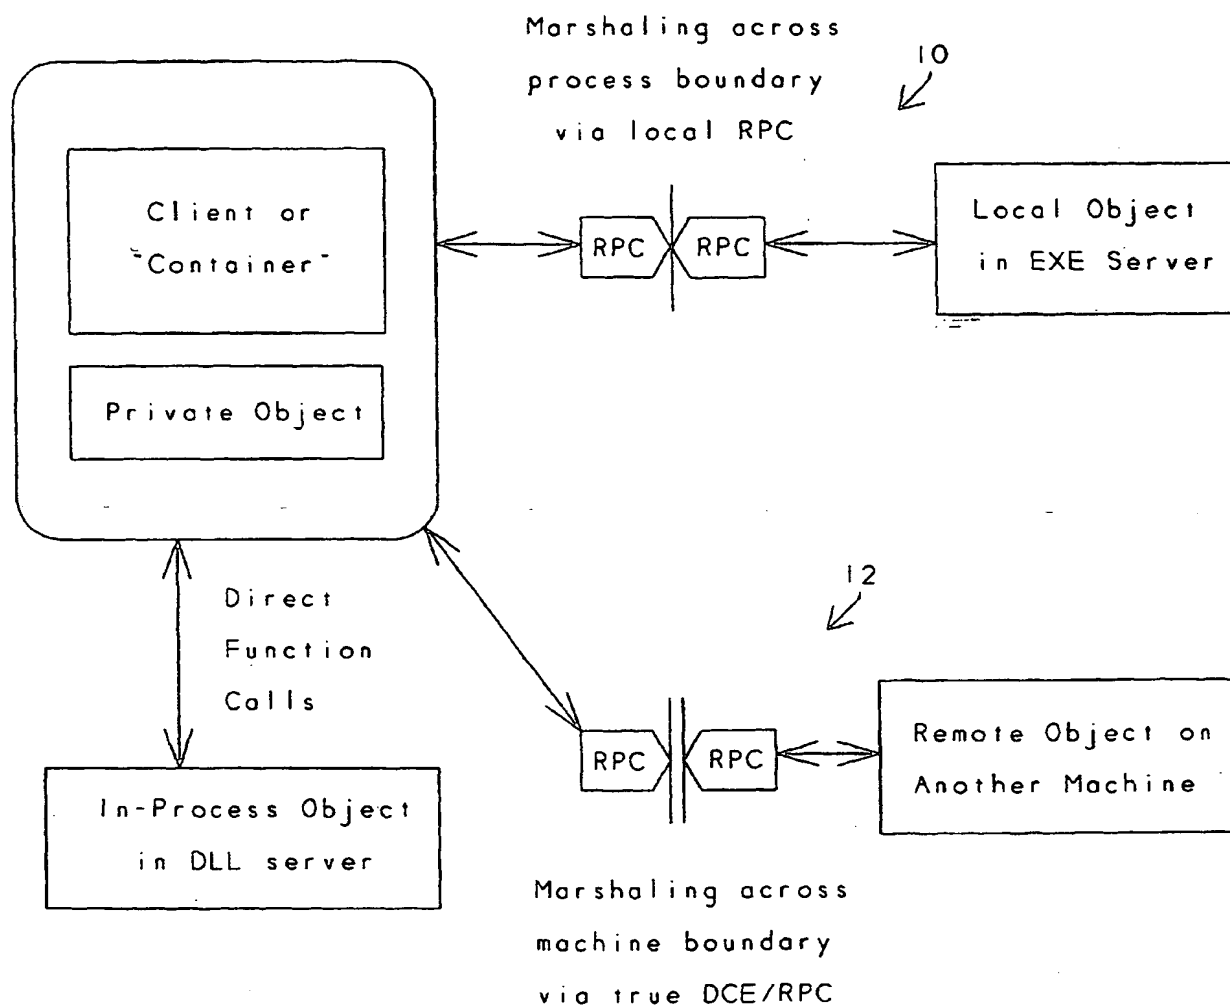 Marshaling across
process boundary
via local RPC
10
Client or
"Container"
RPC
RPC
Local Object
in EXE Server
Private Object
Direct
Function
Calls
12
RPC
RPC
Remote Object on
Another Machine
In-Process Object
in DLL server
Marshaling across
machine boundary
via true DCE/RPC